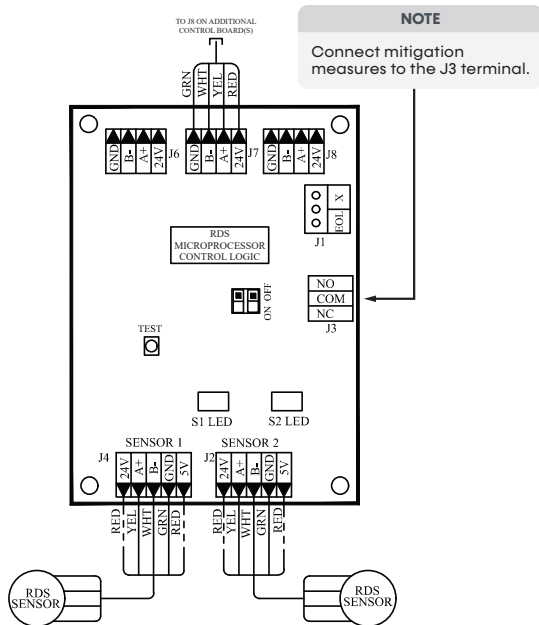 TO J8 ON ADDITIONAL
CONTROL BOARD(S)
NOTE
Connect mitigation
measures to the J3 terminal.
GRN
WHT
YEL
RED
GND
B-
A+
24V
J6
GND
B-
A+
24V
J7
GND
B-
A+
24V
J8
X
EOL
J1
RDS
MICROPROCESSOR
CONTROL LOGIC
ON OFF
NO
COM
NC
J3
TEST
S1 LED
S2 LED
SENSOR 1
SENSOR 2
J4
24V
A+
B-
GND
5V
J2
24V
A+
B-
GND
5V
RED
YEL
WHT
GRN
RED
RED
YEL
WHT
GRN
RED
RDS
SENSOR
RDS
SENSOR